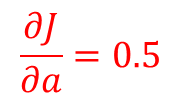 ∂J/∂a = 0.5